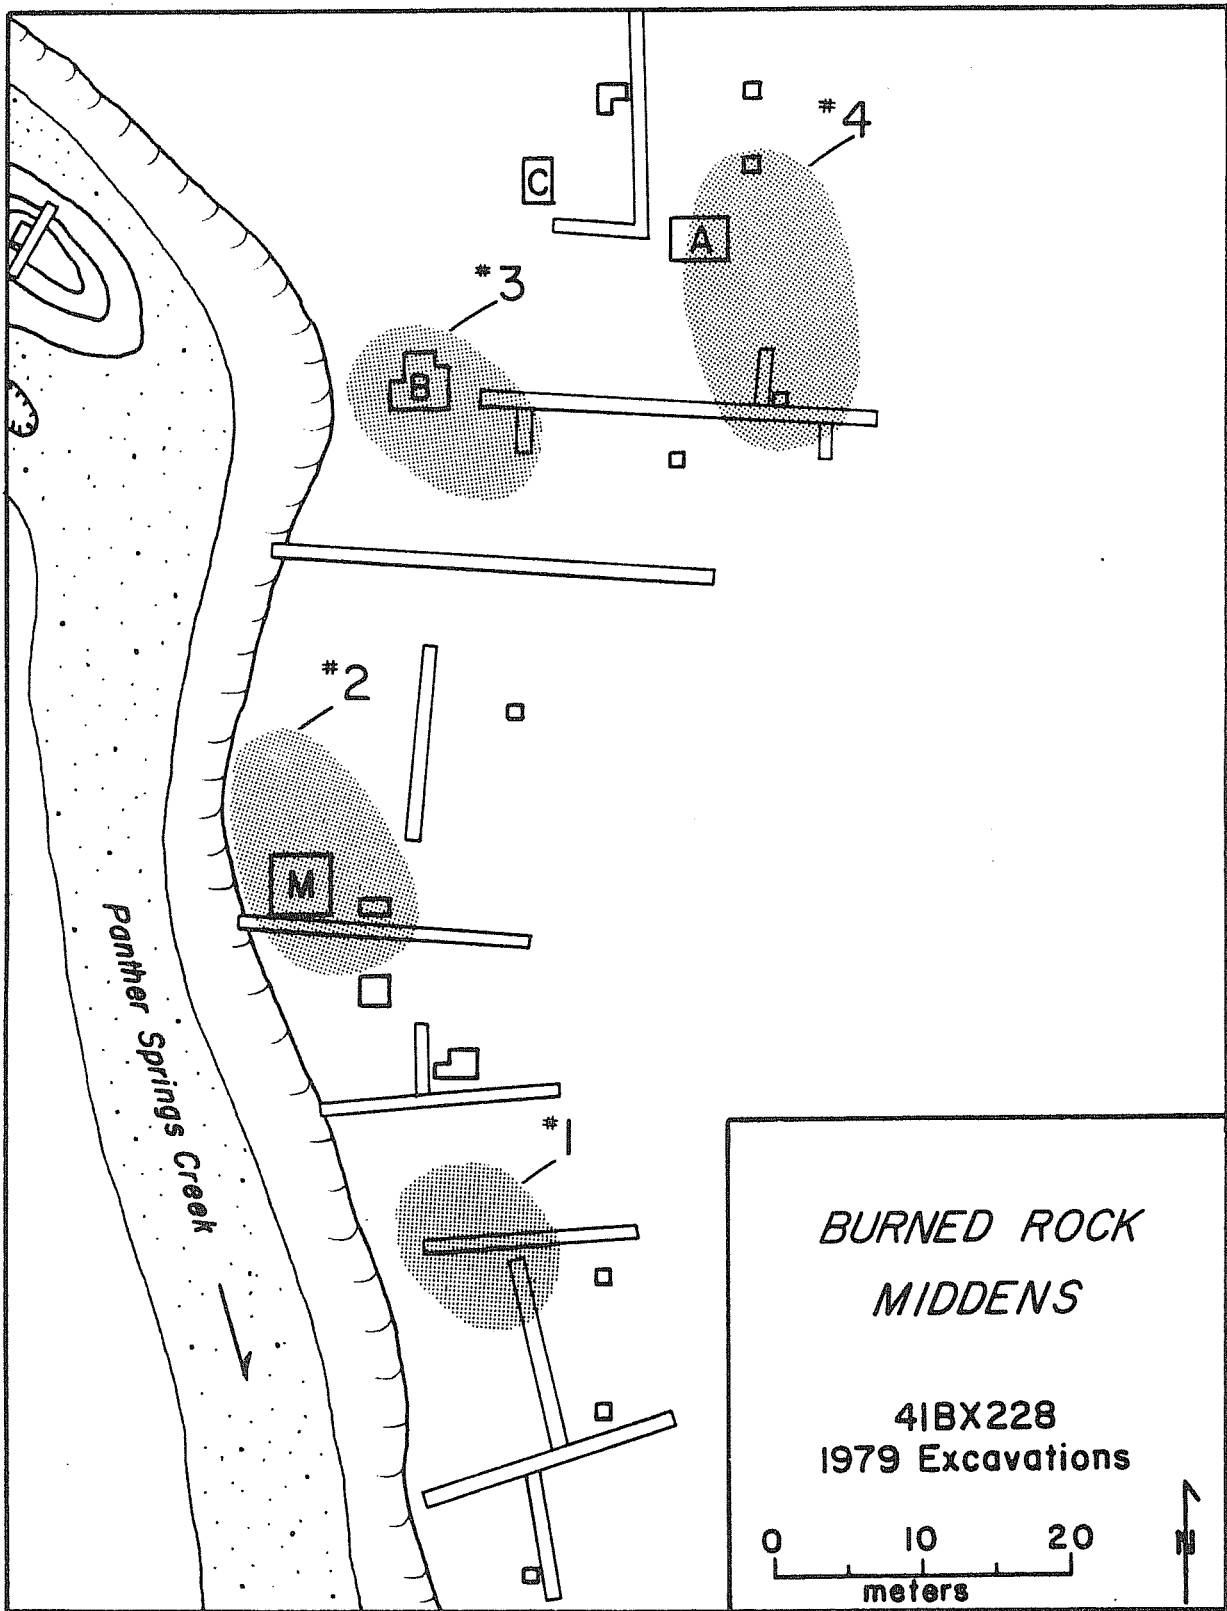 #4
C
A
#3
B
#2
M
Panther Springs Creek
#1
BURNED ROCK
MIDDENS
41BX228
1979 Excavations
0 10 20
meters
N